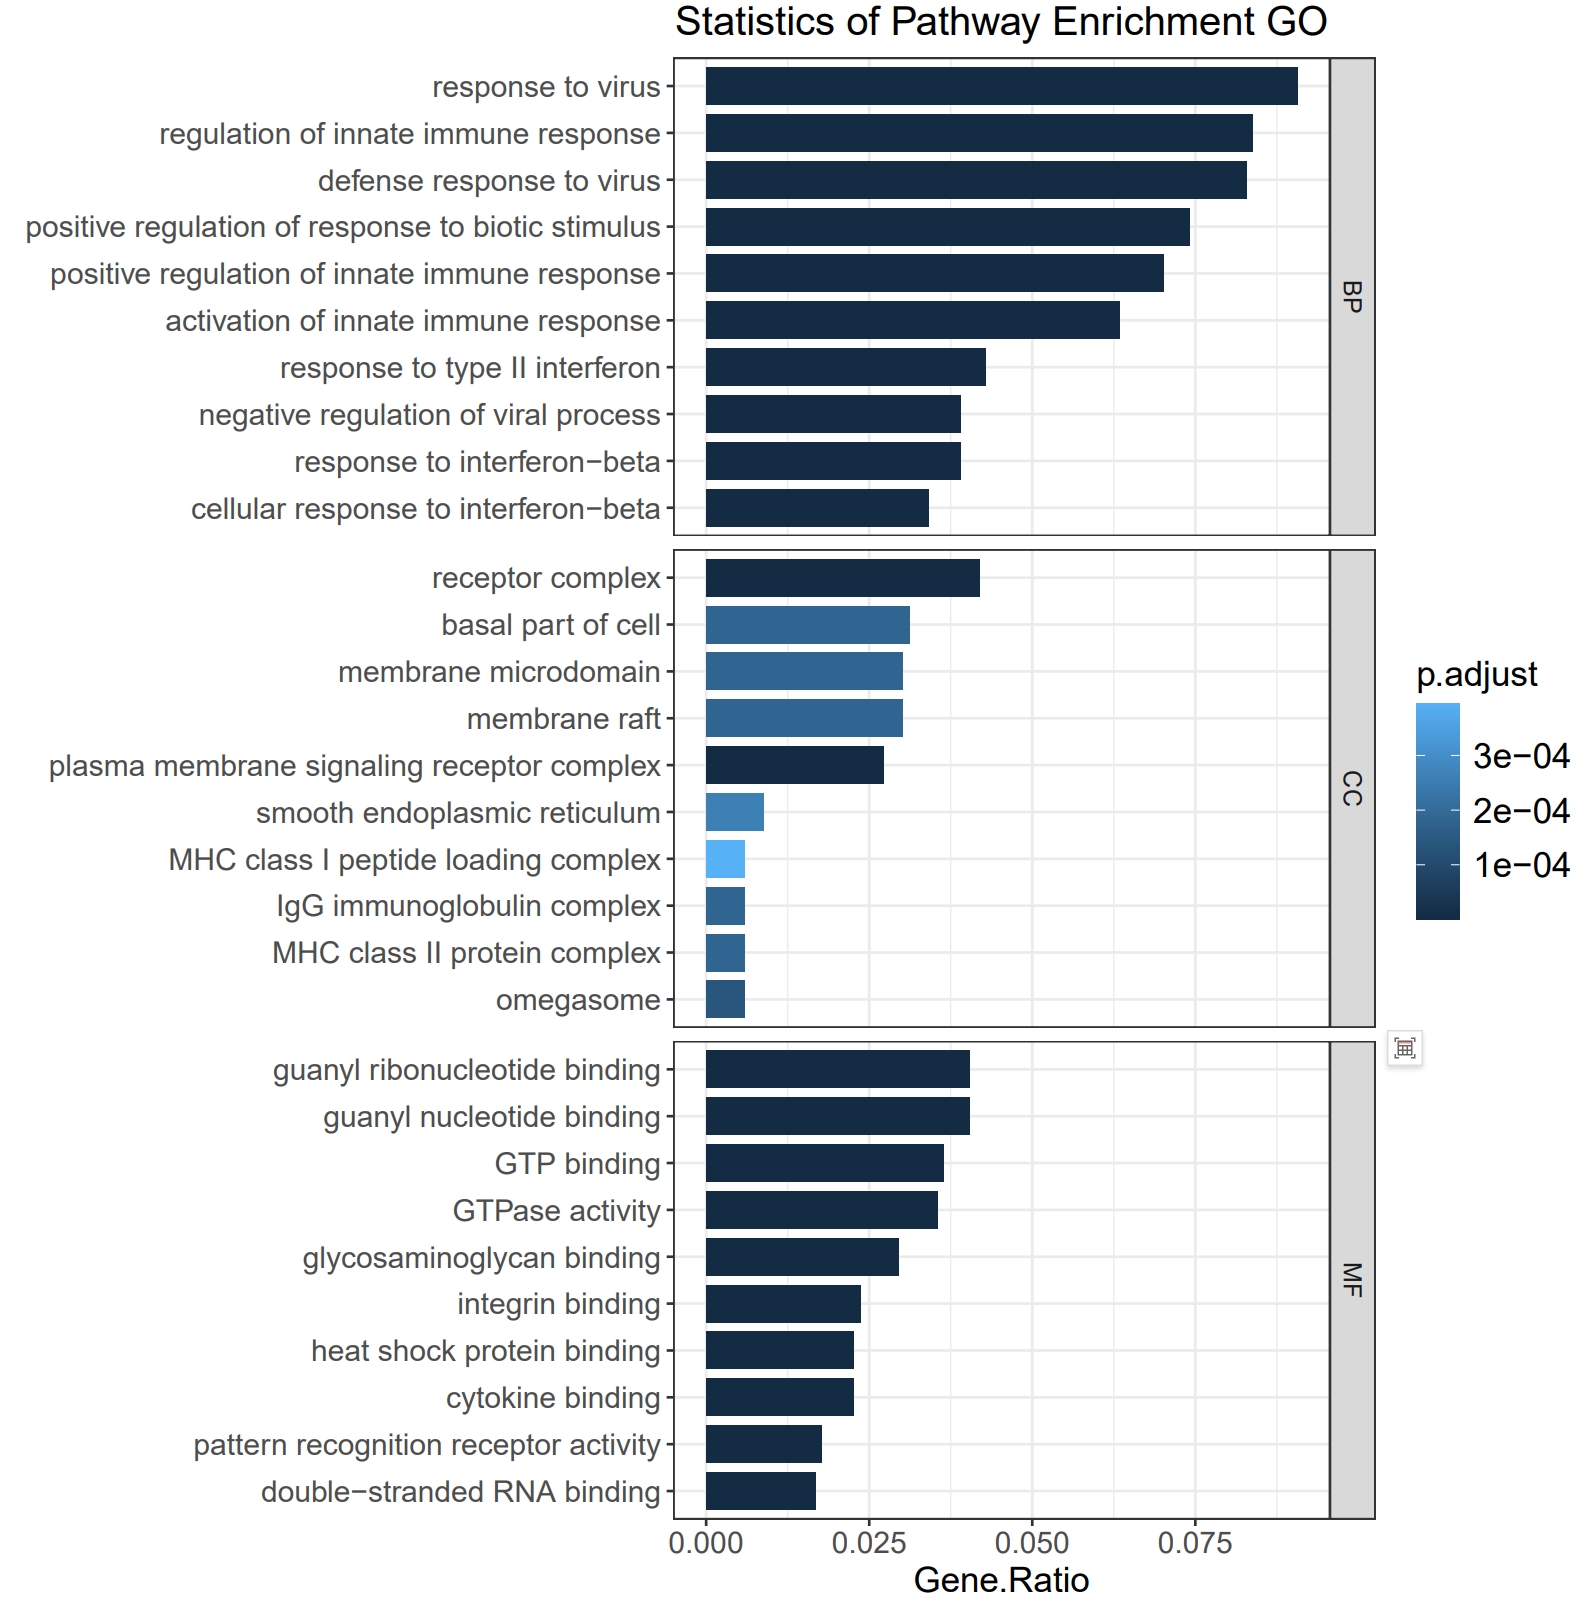 Statistics of Pathway Enrichment GO
response to virus
regulation of innate immune response
defense response to virus
positive regulation of response to biotic stimulus
positive regulation of innate immune response
activation of innate immune response
response to type II interferon
negative regulation of viral process
response to interferon−beta
cellular response to interferon−beta
BP
receptor complex
basal part of cell
membrane microdomain
membrane raft
plasma membrane signaling receptor complex
smooth endoplasmic reticulum
MHC class I peptide loading complex
IgG immunoglobulin complex
MHC class II protein complex
omegasome
CC
p.adjust
3e−04
2e−04
1e−04
guanyl ribonucleotide binding
guanyl nucleotide binding
GTP binding
GTPase activity
glycosaminoglycan binding
integrin binding
heat shock protein binding
cytokine binding
pattern recognition receptor activity
double−stranded RNA binding
MF
0.000 0.025 0.050 0.075
Gene.Ratio